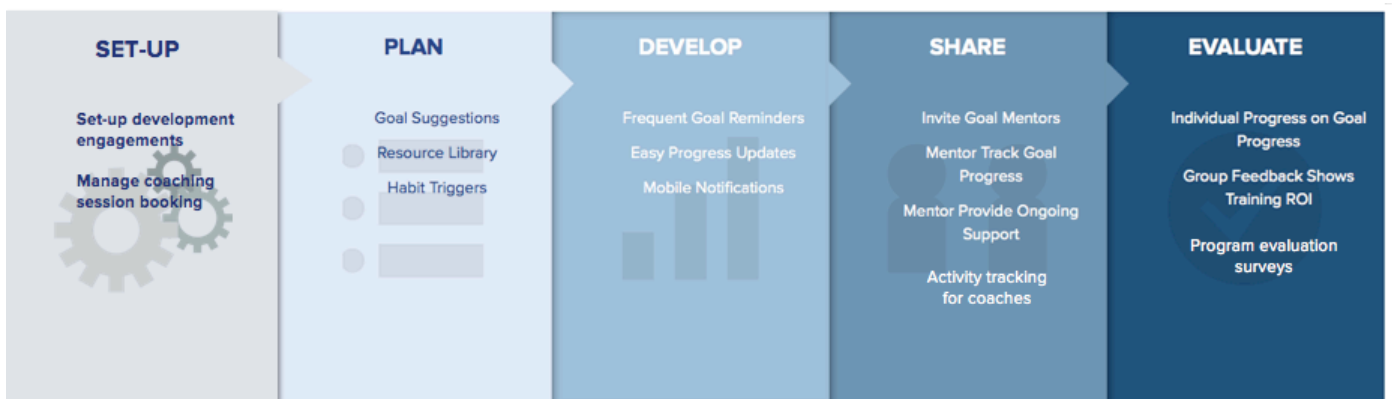 SET-UP
Set-up development
engagements
Manage coaching
session booking
PLAN
Goal Suggestions
Resource Library
Habit Triggers
DEVELOP
Frequent Goal Reminders
Easy Progress Updates
Mobile Notifications
SHARE
Invite Goal Mentors
Mentor Track Goal
Progress
Mentor Provide Ongoing
Support
Activity tracking
for coaches
EVALUATE
Individual Progress on Goal
Progress
Group Feedback Shows
Training ROI
Program evaluation
surveys